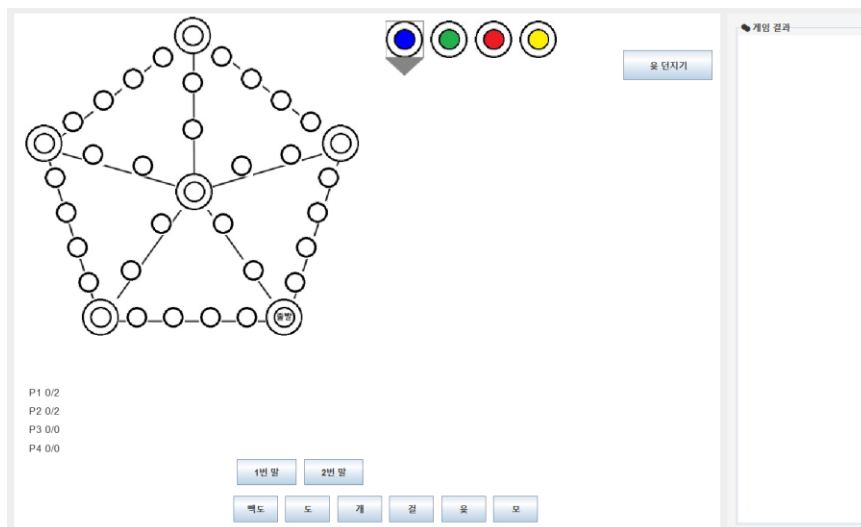 게임 결과
윷 던지기
출발
P1 0/2
P2 0/2
P3 0/0
P4 0/0
1번 말 2번 말
빽도 도 개 걸 윷 모